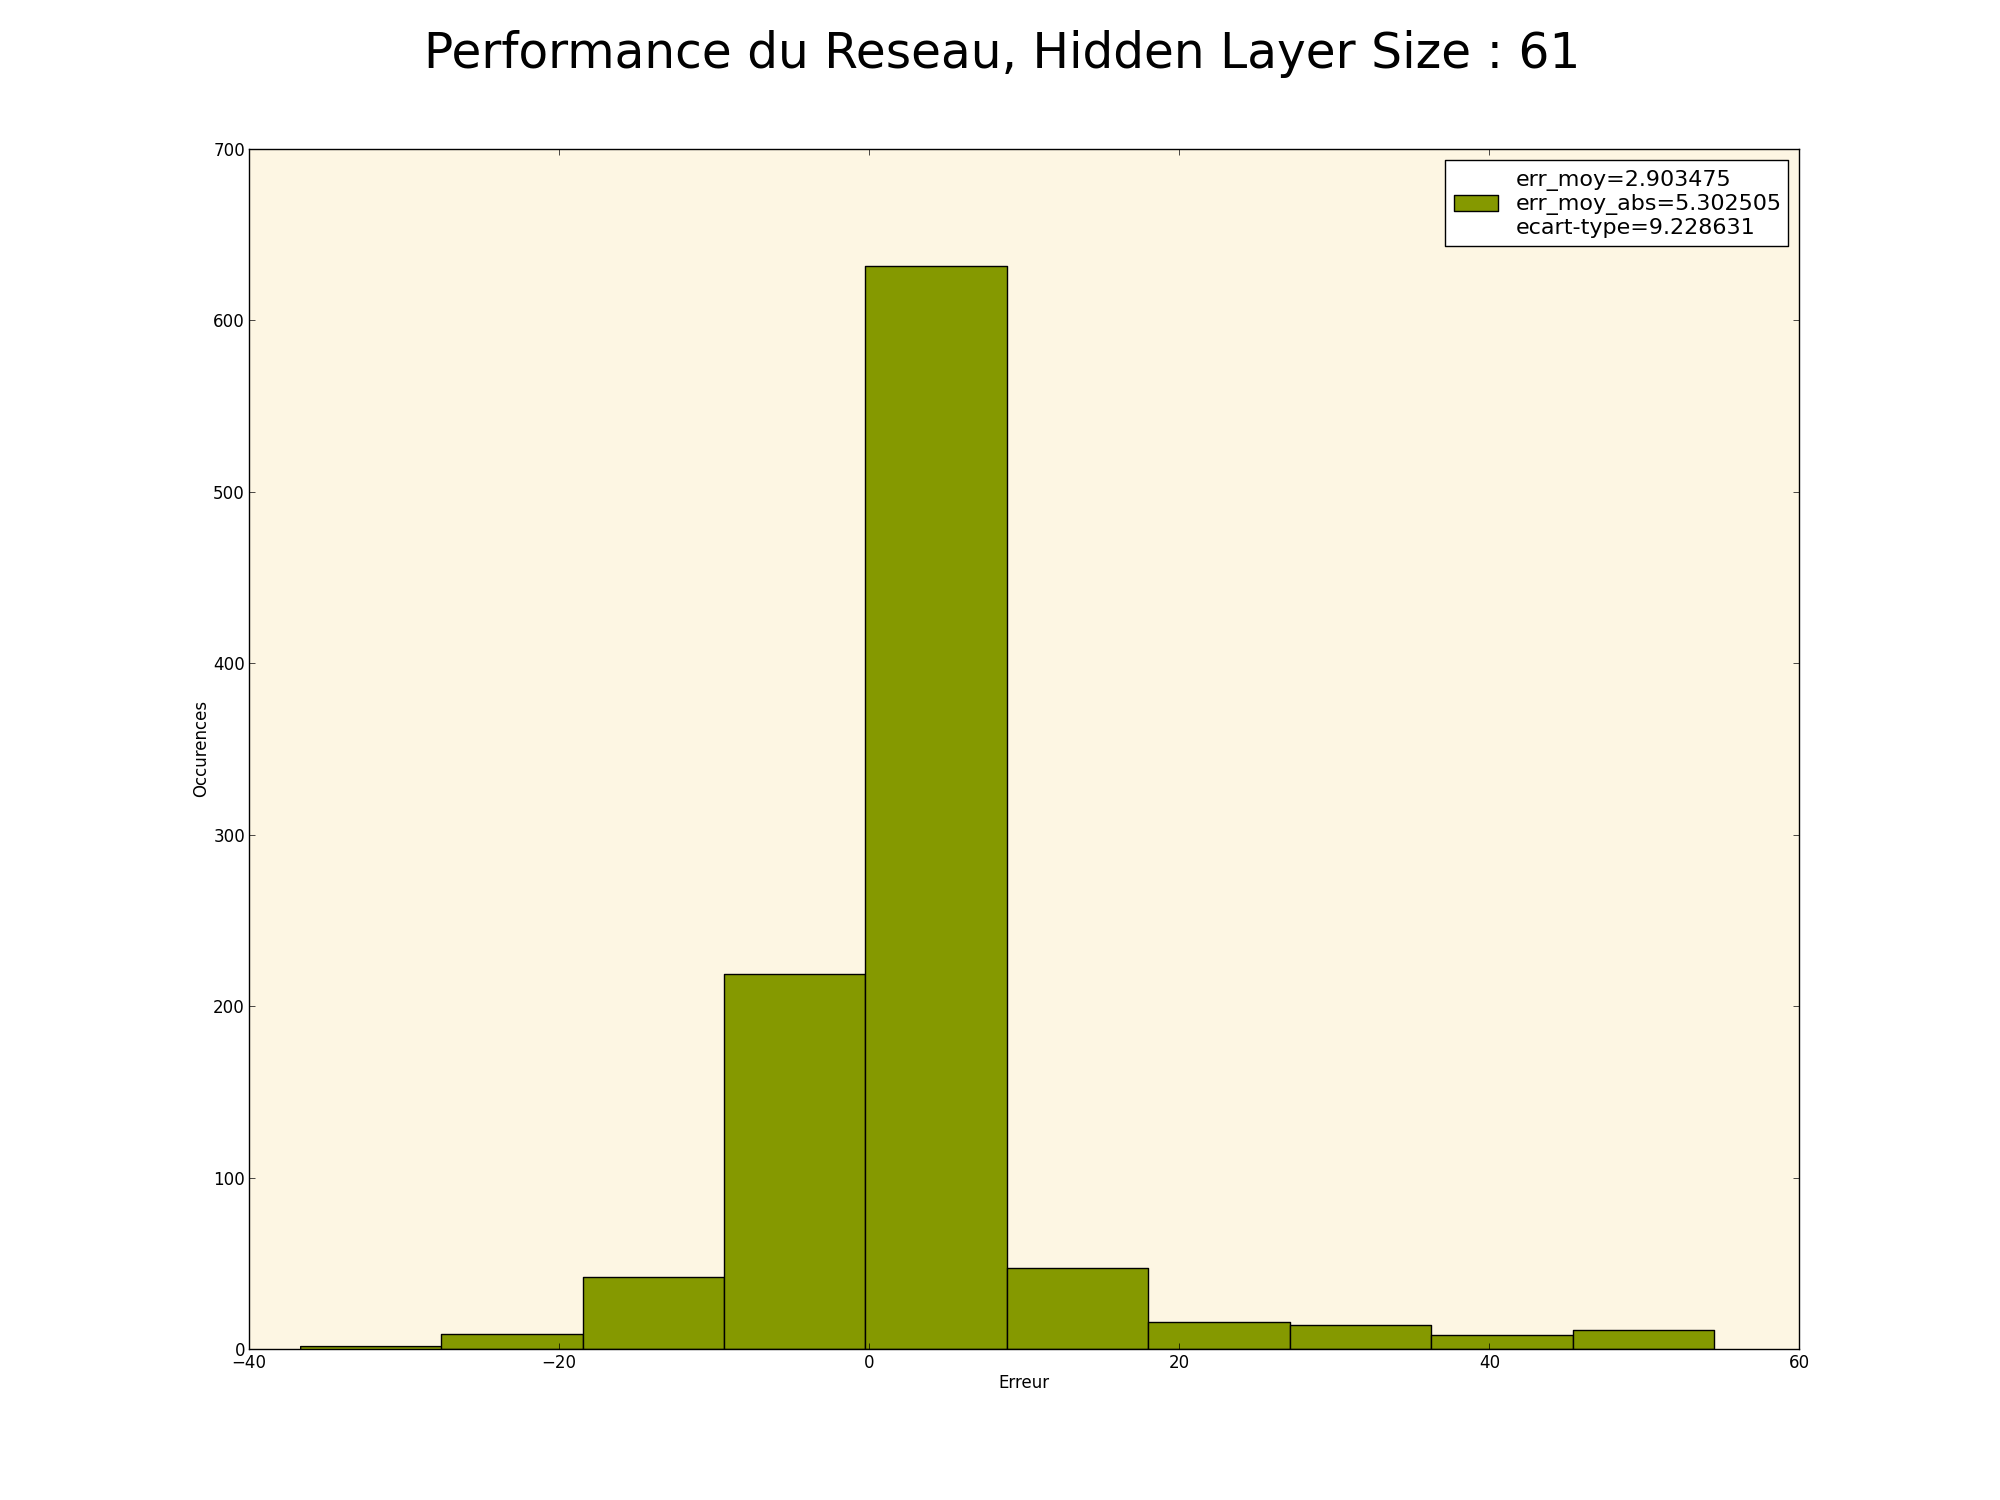 Performance du Reseau, Hidden Layer Size : 61
700
600
500
400
300
200
100
0
Occurences
err_moy=2.903475
err_moy_abs=5.302505
ecart-type=9.228631
−40
−20
0
20
40
60
Erreur